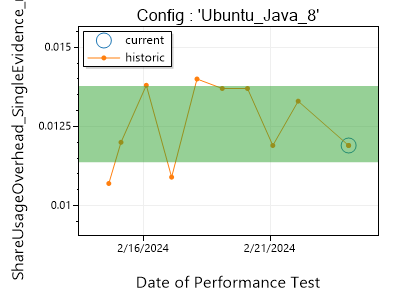 Config : 'Ubuntu_Java_8'
current
historic
0.015
0.0125
0.01
ShareUsageOverhead_SingleEvidence_
2/16/2024
2/21/2024
Date of Performance Test